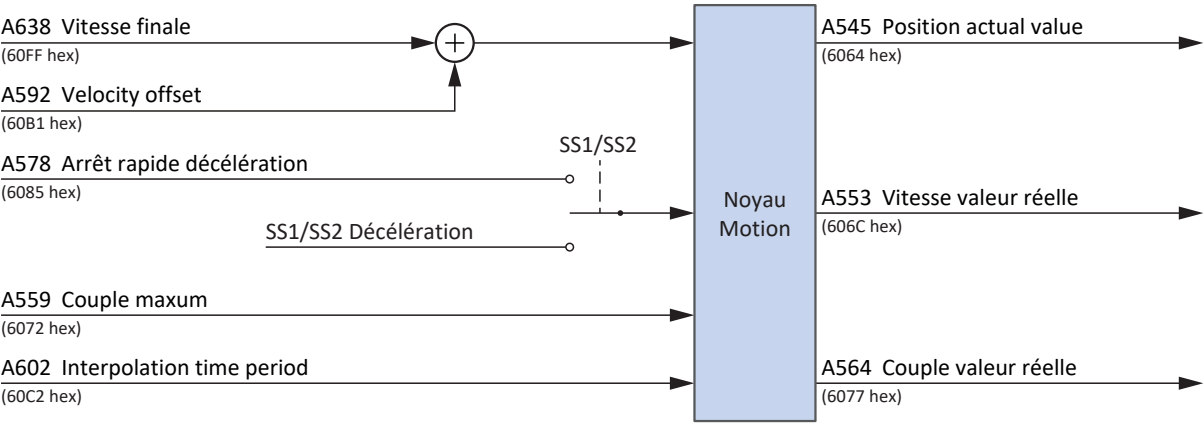 A638 Vitesse finale
(60FF hex)
A592 Velocity offset
(60B1 hex)
A578 Arrêt rapide décélération
(6085 hex)
SS1/SS2
SS1/SS2 Décélération
A559 Couple maxum
(6072 hex)
A602 Interpolation time period
(60C2 hex)
Noyau
Motion
A545 Position actual value
(6064 hex)
A553 Vitesse valeur réelle
(606C hex)
A564 Couple valeur réelle
(6077 hex)